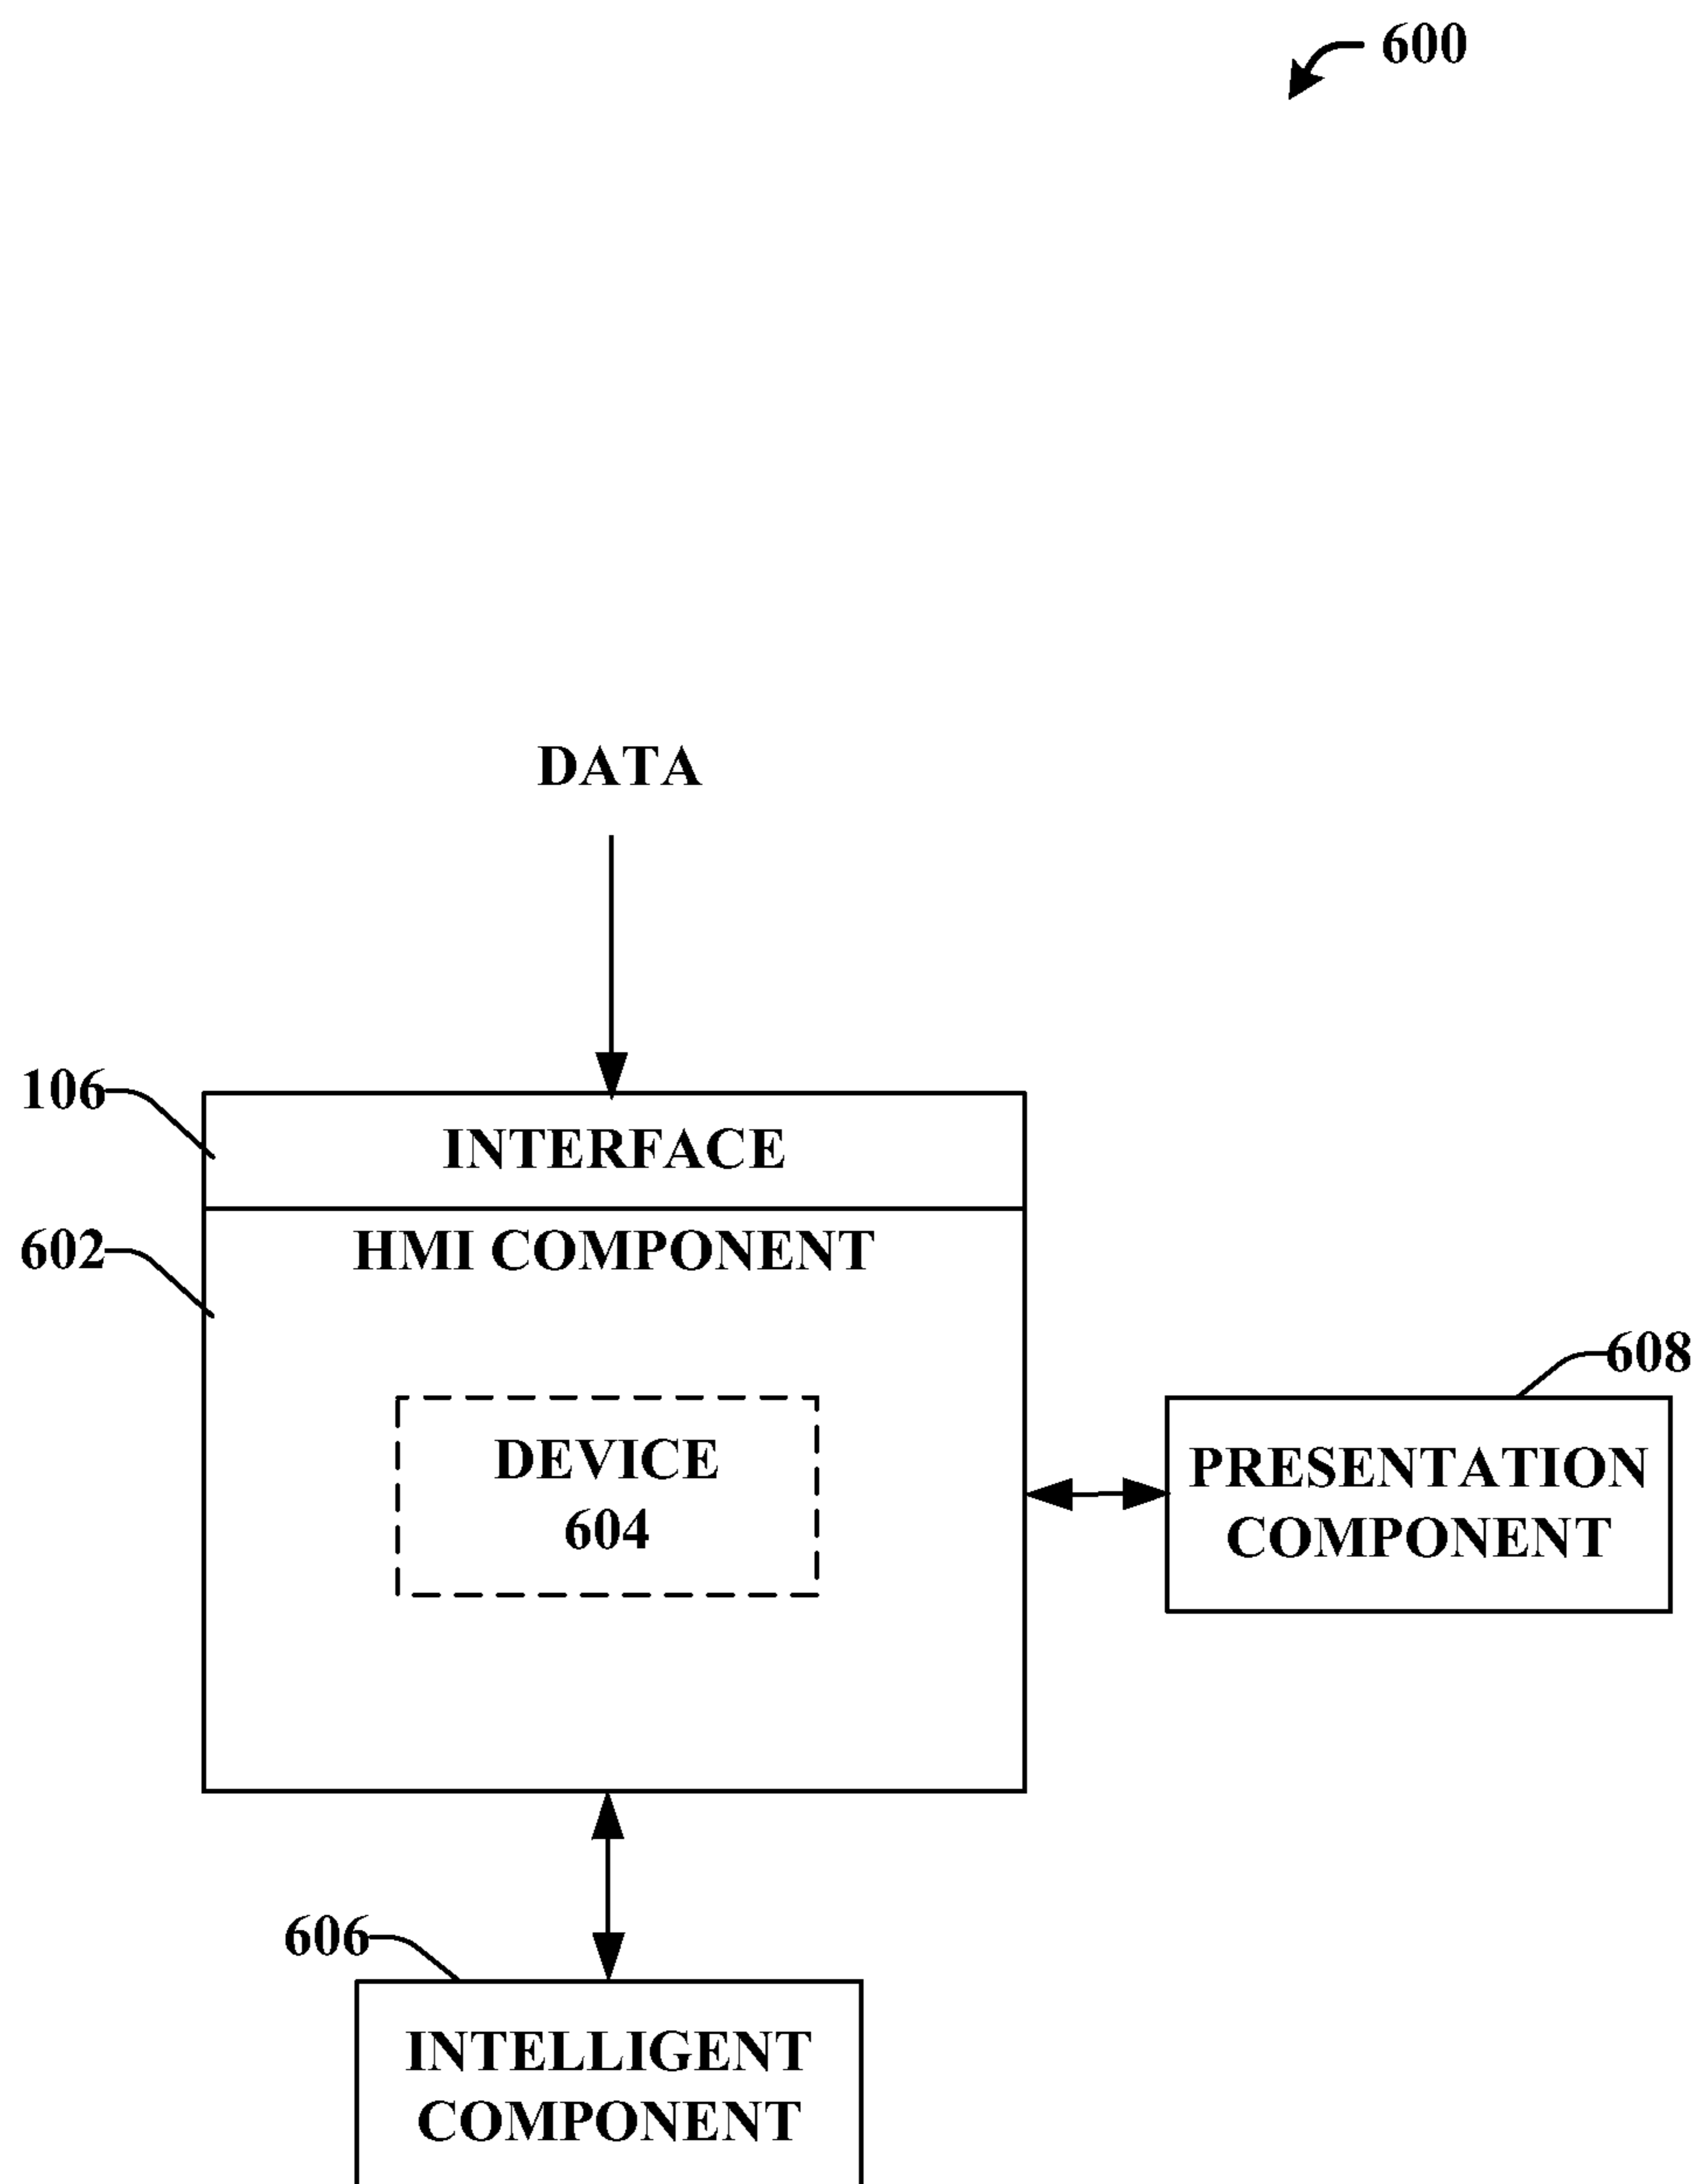 600
DATA
106
INTERFACE
602
HMI COMPONENT
608
DEVICE
604
PRESENTATION
COMPONENT
606
INTELLIGENT
COMPONENT